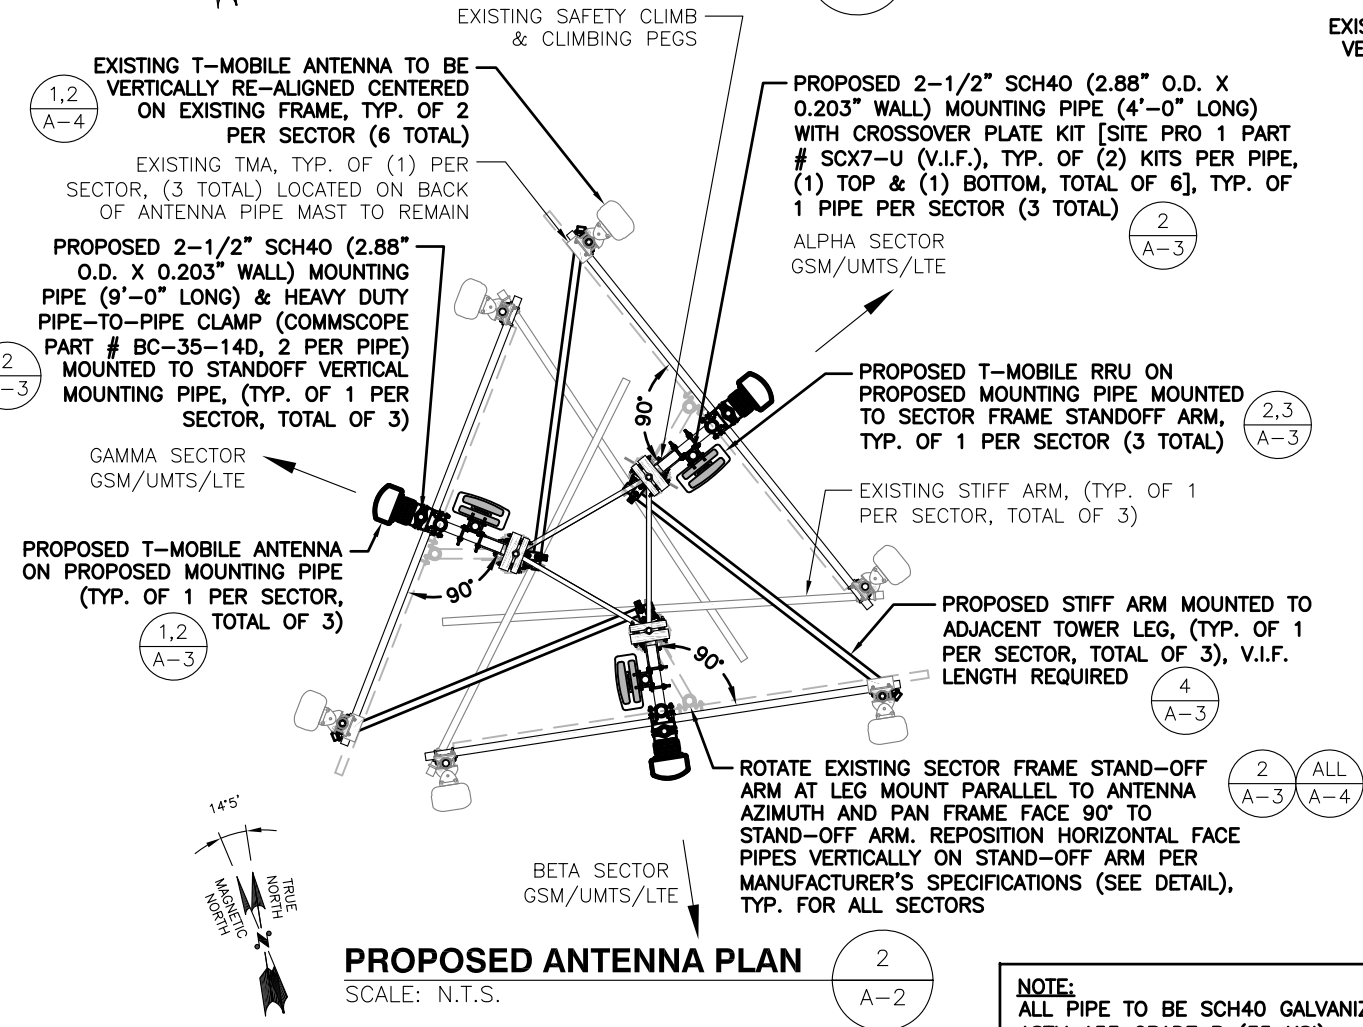 EXISTING SAFETY CLIMB
& CLIMBING PEGS
EXISTING T-MOBILE ANTENNA TO BE
VERTICALLY RE-ALIGNED CENTERED
ON EXISTING FRAME, TYP. OF 2
PER SECTOR (6 TOTAL)
1,2
A-4
EXISTING TMA, TYP. OF (1) PER
SECTOR, (3 TOTAL) LOCATED ON BACK
OF ANTENNA PIPE MAST TO REMAIN
PROPOSED 2-1/2" SCH40 (2.88"
O.D. X 0.203" WALL) MOUNTING
PIPE (9'-0" LONG) & HEAVY DUTY
PIPE-TO-PIPE CLAMP (COMMSCOPE
PART # BC-35-14D, 2 PER PIPE)
MOUNTED TO STANDOFF VERTICAL
MOUNTING PIPE, (TYP. OF 1 PER
SECTOR, TOTAL OF 3)
2
-3
GAMMA SECTOR
GSM/UMTS/LTE
PROPOSED T-MOBILE ANTENNA
ON PROPOSED MOUNTING PIPE
(TYP. OF 1 PER SECTOR,
TOTAL OF 3)
1,2
A-3
PROPOSED 2-1/2" SCH40 (2.88" O.D. X
0.203" WALL) MOUNTING PIPE (4'-0" LONG)
WITH CROSSOVER PLATE KIT [SITE PRO 1 PART
# SCX7-U (V.I.F.), TYP. OF (2) KITS PER PIPE,
(1) TOP & (1) BOTTOM, TOTAL OF 6], TYP. OF
1 PIPE PER SECTOR (3 TOTAL)
2
A-3
ALPHA SECTOR
GSM/UMTS/LTE
PROPOSED T-MOBILE RRU ON
PROPOSED MOUNTING PIPE MOUNTED
TO SECTOR FRAME STANDOFF ARM,
TYP. OF 1 PER SECTOR (3 TOTAL)
2,3
A-3
EXISTING STIFF ARM, (TYP. OF 1
PER SECTOR, TOTAL OF 3)
PROPOSED STIFF ARM MOUNTED TO
ADJACENT TOWER LEG, (TYP. OF 1
PER SECTOR, TOTAL OF 3), V.I.F.
LENGTH REQUIRED
4
A-3
90°
90°
90°
ROTATE EXISTING SECTOR FRAME STAND-OFF
ARM AT LEG MOUNT PARALLEL TO ANTENNA
AZIMUTH AND PAN FRAME FACE 90° TO
STAND-OFF ARM. REPOSITION HORIZONTAL FACE
PIPES VERTICALLY ON STAND-OFF ARM PER
MANUFACTURER'S SPECIFICATIONS (SEE DETAIL),
TYP. FOR ALL SECTORS
2
A-3
ALL
A-4
BETA SECTOR
GSM/UMTS/LTE
14°5'
TRUE
NORTH
MAGNETIC
NORTH
N
PROPOSED ANTENNA PLAN
SCALE: N.T.S.
2
A-2
NOTE:
ALL PIPE TO BE SCH40 GALVANIZ
EXIS
VE